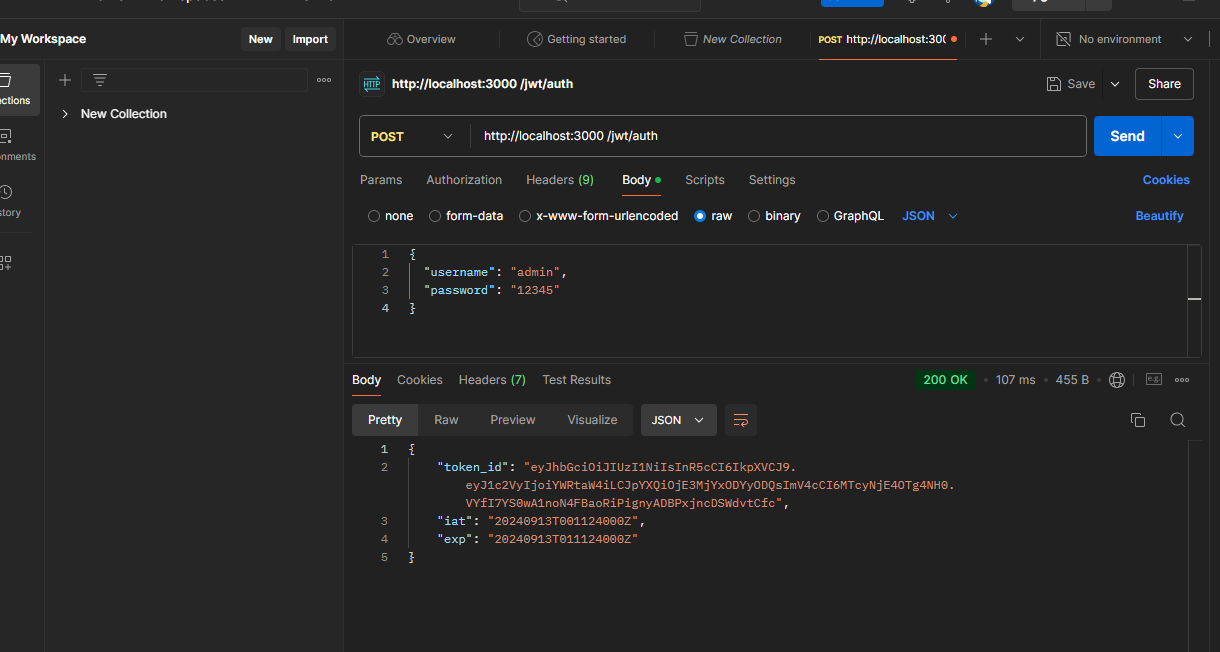 My Workspace
New
Import
Overview
Getting started
New Collection
POST http://localhost:300
No environment
New Collection
http://localhost:3000 /jwt/auth
Save
Share
POST
http://localhost:3000 /jwt/auth
Send
Params
Authorization
Headers (9)
Body
Scripts
Settings
Cookies
none
form-data
x-www-form-urlencoded
raw
binary
GraphQL
JSON
Beautify
1 {
2 "username": "admin",
3 "password": "12345"
4 }
Body
Cookies
Headers (7)
Test Results
200 OK
107 ms
455 B
e.g.
Pretty
Raw
Preview
Visualize
JSON
1 {
2 "token_id": "eyJhbGciOiJIUzI1NiIsInR5cCI6IkpXVCJ9.
eyJ1c2VyIjoiYWRtaW4iLCJpYXQiOjE3MjYxODYyODQsImV4cCI6MTcyNjE4OTg4NH0.
VYfI7YS0wA1noN4FBaoRiPignyADBPxjncDSWdvtCfc",
3 "iat": "20240913T001124000Z",
4 "exp": "20240913T011124000Z"
5 }